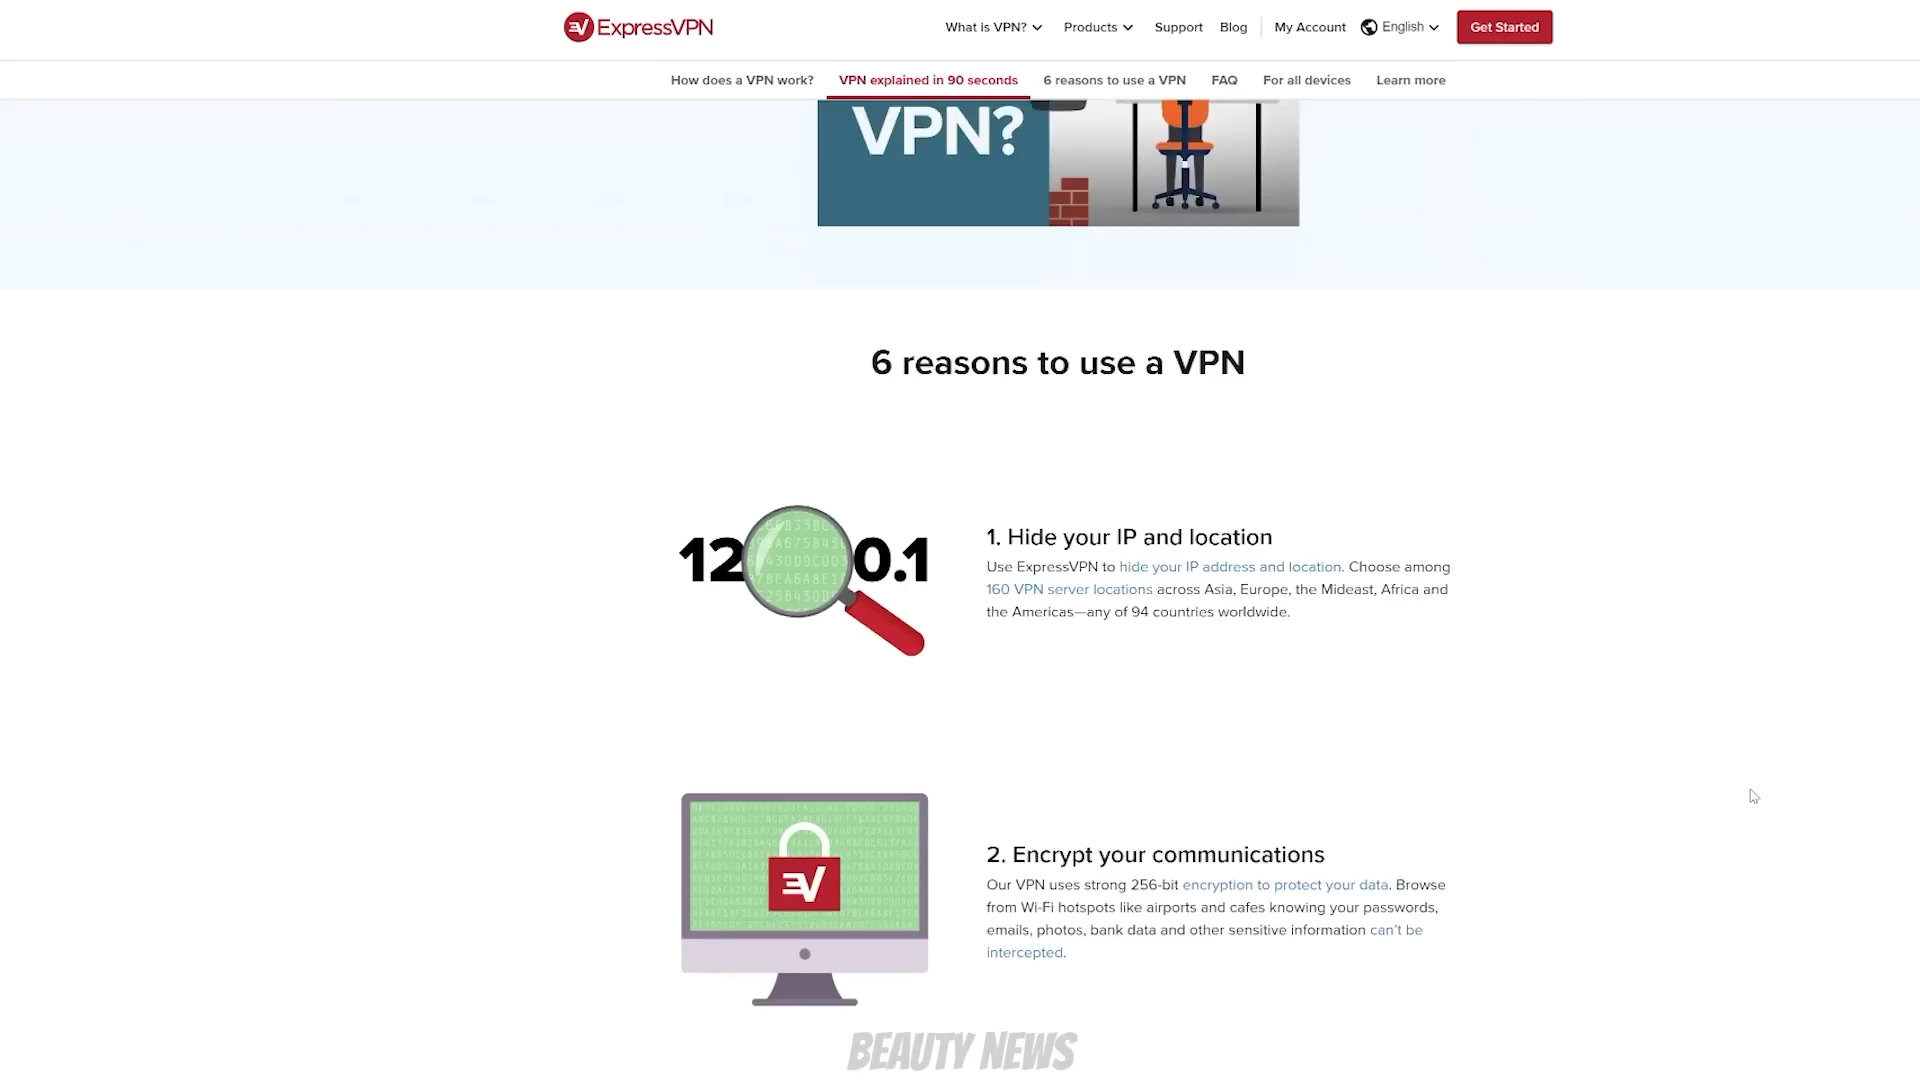 ExpressVPN
What is VPN? Products Support Blog My Account English Get Started
How does a VPN work? VPN explained in 90 seconds 6 reasons to use a VPN FAQ For all devices Learn more
VPN?
6 reasons to use a VPN
12 0.1
1. Hide your IP and location
Use ExpressVPN to hide your IP address and location. Choose among
160 VPN server locations across Asia, Europe, the Mideast, Africa and
the Americas—any of 94 countries worldwide.
2. Encrypt your communications
Our VPN uses strong 256-bit encryption to protect your data. Browse
from Wi-Fi hotspots like airports and cafes knowing your passwords,
emails, photos, bank data and other sensitive information can't be
intercepted.
BEAUTY NEWS